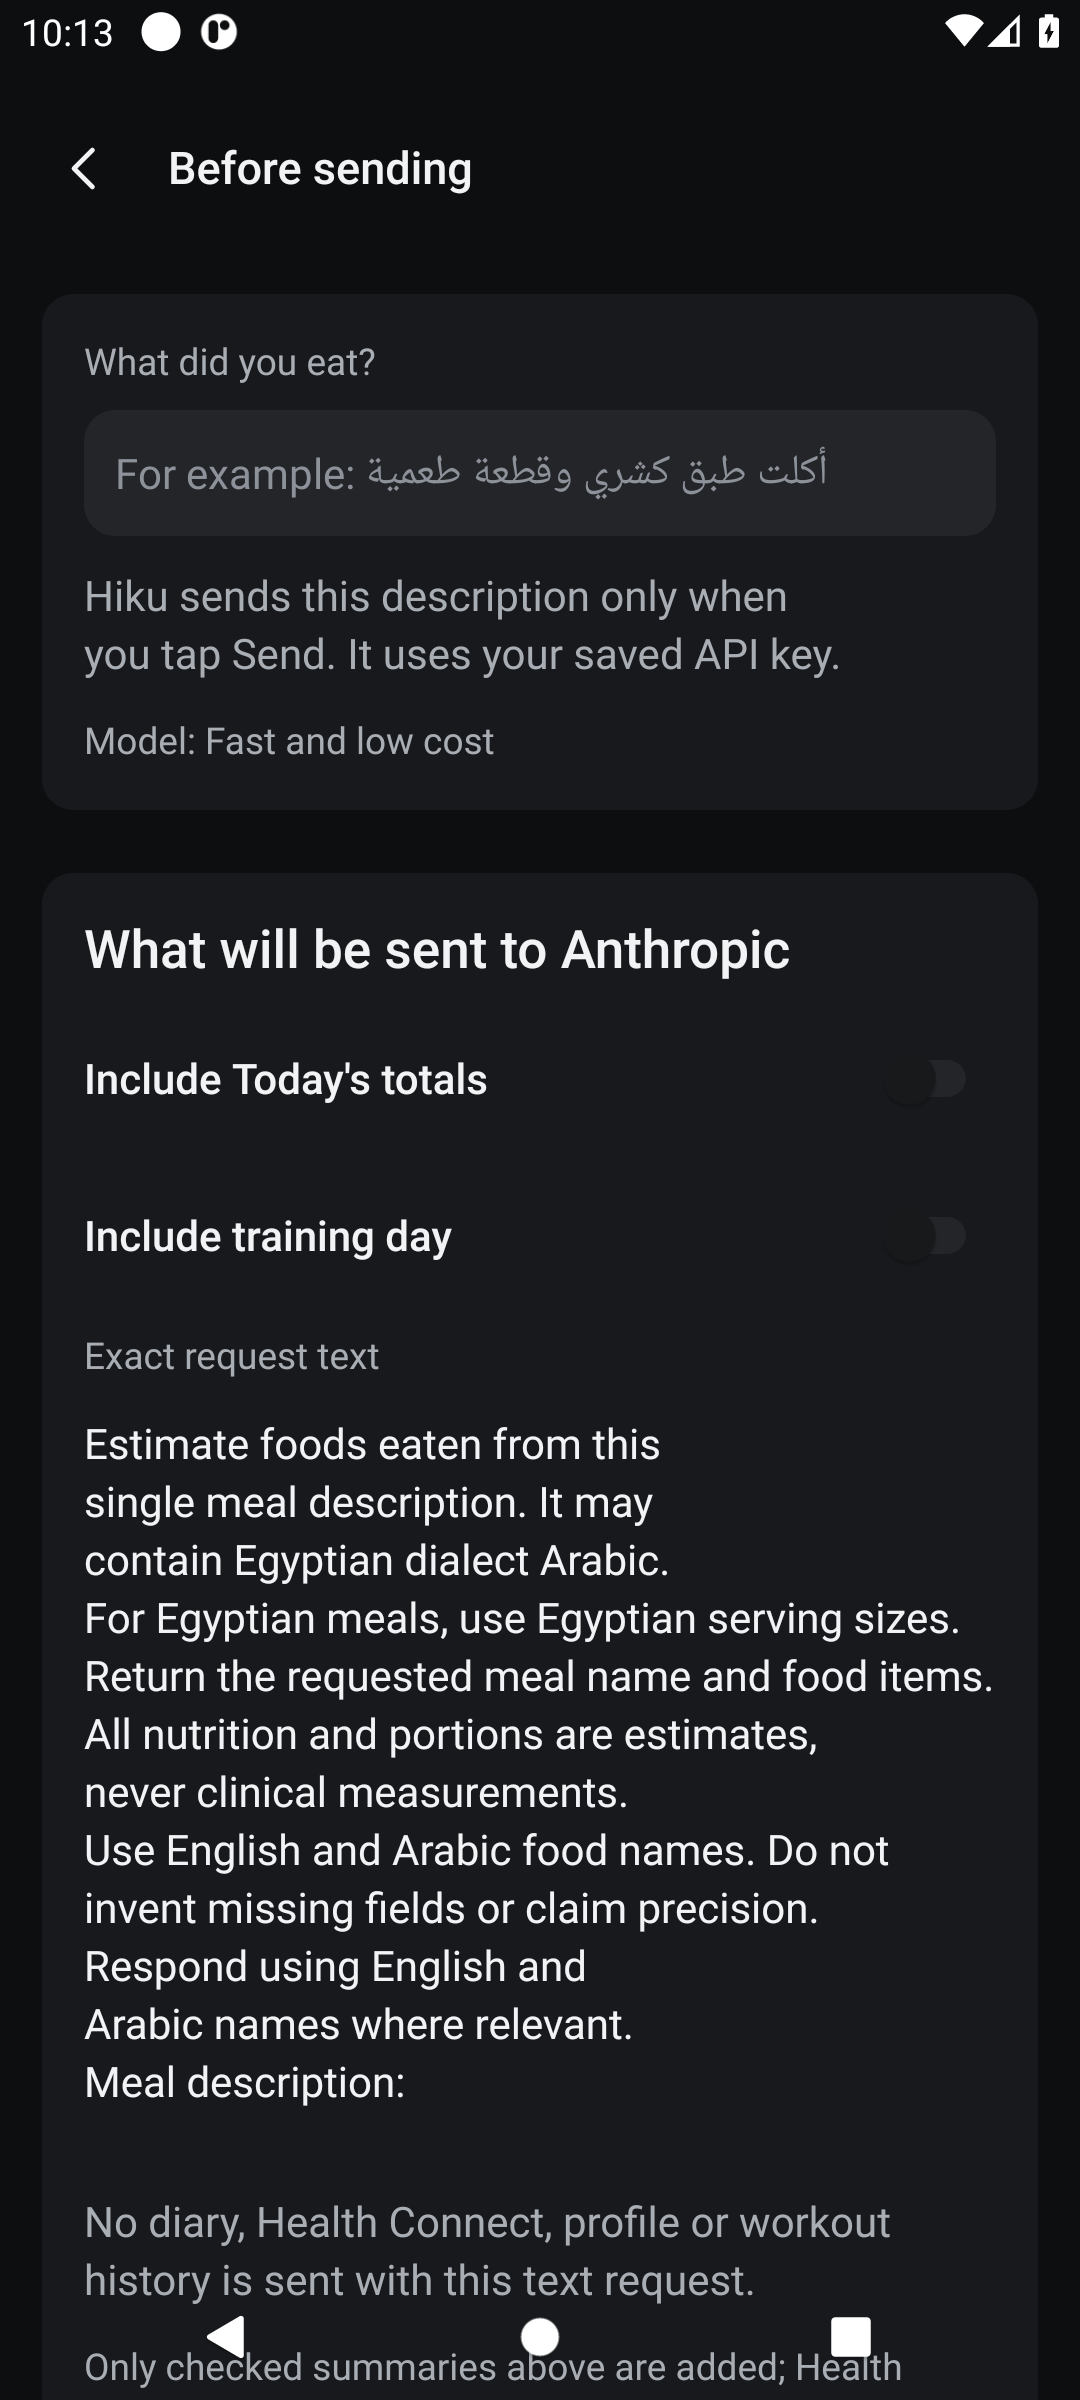 10:13
Before sending
What did you eat?
For example: أكلت طبق كشري وقطعة طعمية
Hiku sends this description only when
you tap Send. It uses your saved API key.
Model: Fast and low cost
What will be sent to Anthropic
Include Today's totals
Include training day
Exact request text
Estimate foods eaten from this
single meal description. It may
contain Egyptian dialect Arabic.
For Egyptian meals, use Egyptian serving sizes.
Return the requested meal name and food items.
All nutrition and portions are estimates,
never clinical measurements.
Use English and Arabic food names. Do not
invent missing fields or claim precision.
Respond using English and
Arabic names where relevant.
Meal description:
No diary, Health Connect, profile or workout
history is sent with this text request.
Only checked summaries above are added; Health